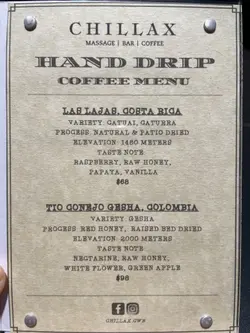 CHILLAX
MASSAGE | BAR | COFFEE
HAND DRIP
COFFEE MENU
LAS LAJAS, COSTA RICA
VARIETY: CATUAI, CATURRA
PROCESS: NATURAL & PATIO DRIED
ELEVATION: 1460 METERS
TASTE NOTE:
RASPBERRY, RAW HONEY,
PAPAYA, VANILLA
$68
TIO CONEJO GESHA, COLOMBIA
VARIETY: GESHA
PROCESS: RED HONEY, RAISED BED DRIED
ELEVATION: 2000 METERS
TASTE NOTE:
NECTARINE, RAW HONEY,
WHITE FLOWER, GREEN APPLE
$98
CHILLAX.GWN